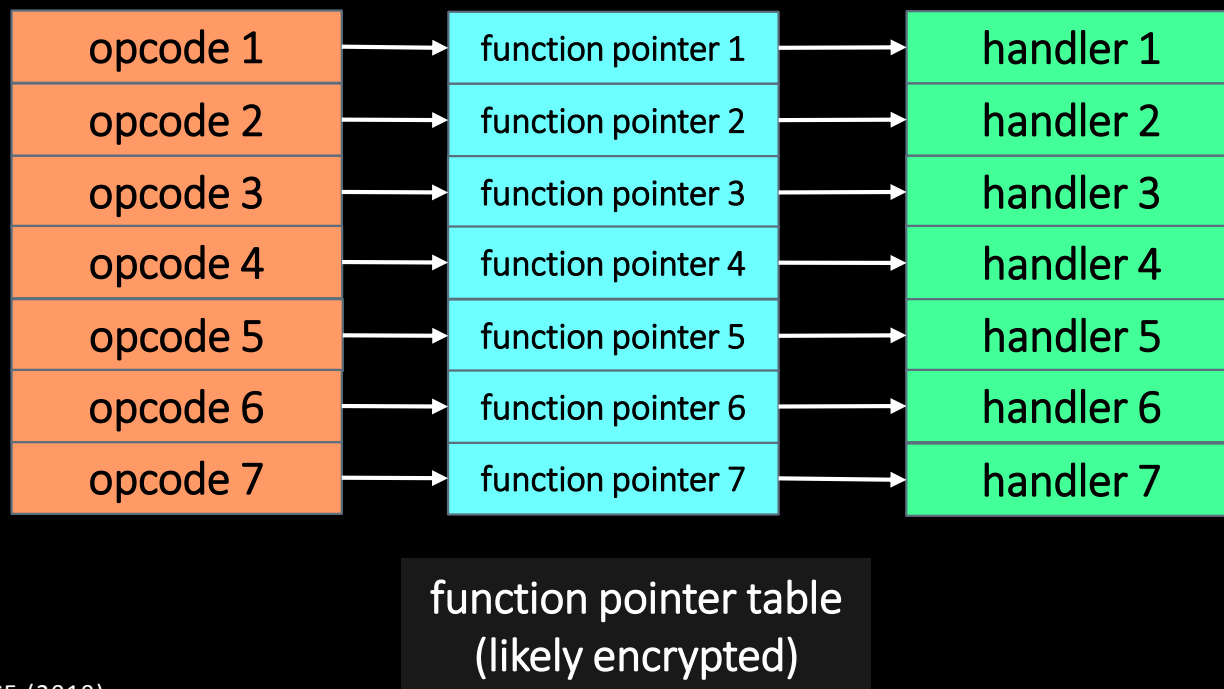 opcode 1 function pointer 1 handler 1
opcode 2 function pointer 2 handler 2
opcode 3 function pointer 3 handler 3
opcode 4 function pointer 4 handler 4
opcode 5 function pointer 5 handler 5
opcode 6 function pointer 6 handler 6
opcode 7 function pointer 7 handler 7
function pointer table
(likely encrypted)